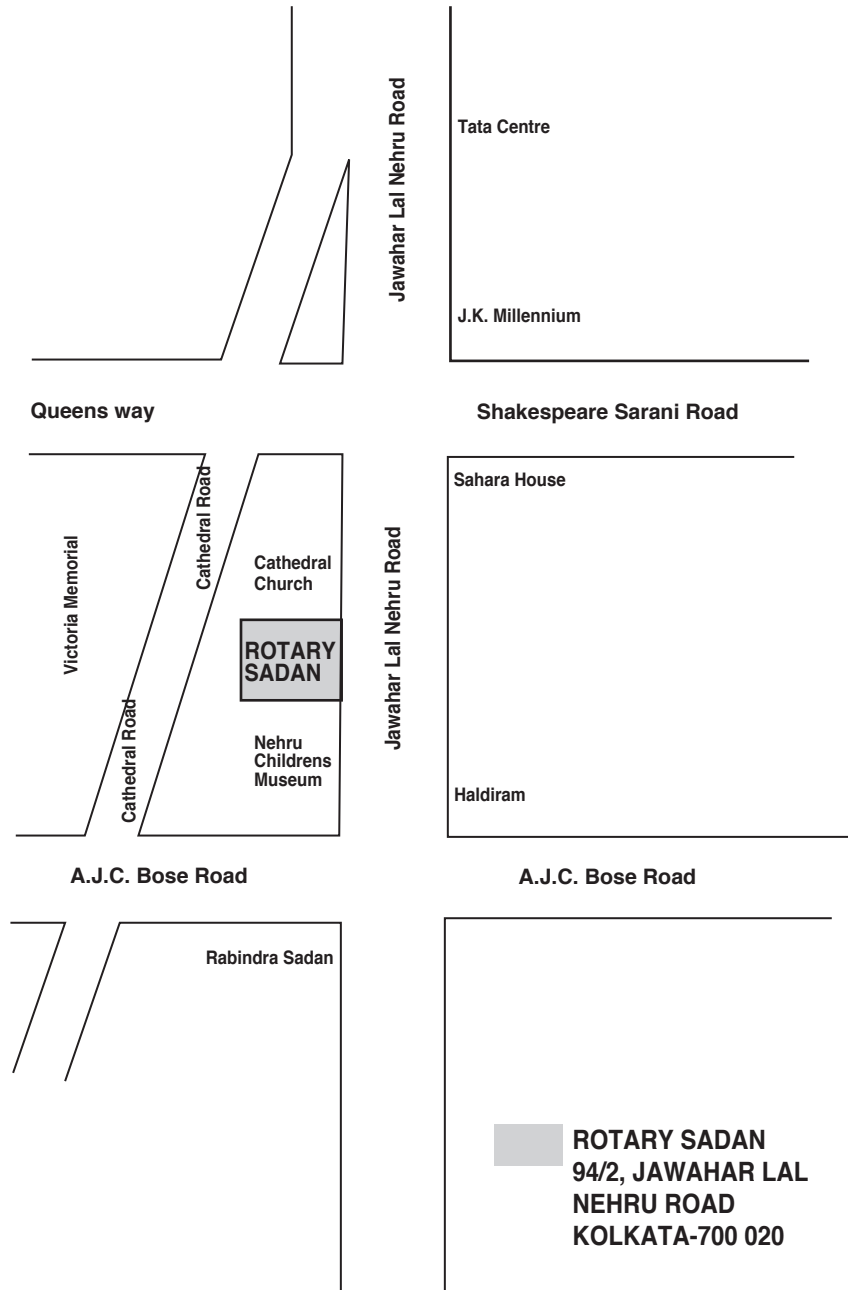 Jawahar Lal Nehru Road
Tata Centre
J.K. Millennium
Queens way
Shakespeare Sarani Road
Victoria Memorial
Cathedral Road
Cathedral
Church
Jawahar Lal Nehru Road
Sahara House
ROTARY
SADAN
Cathedral Road
Nehru
Childrens
Museum
Haldiram
A.J.C. Bose Road
A.J.C. Bose Road
Rabindra Sadan
ROTARY SADAN
94/2, JAWAHAR LAL
NEHRU ROAD
KOLKATA-700 020